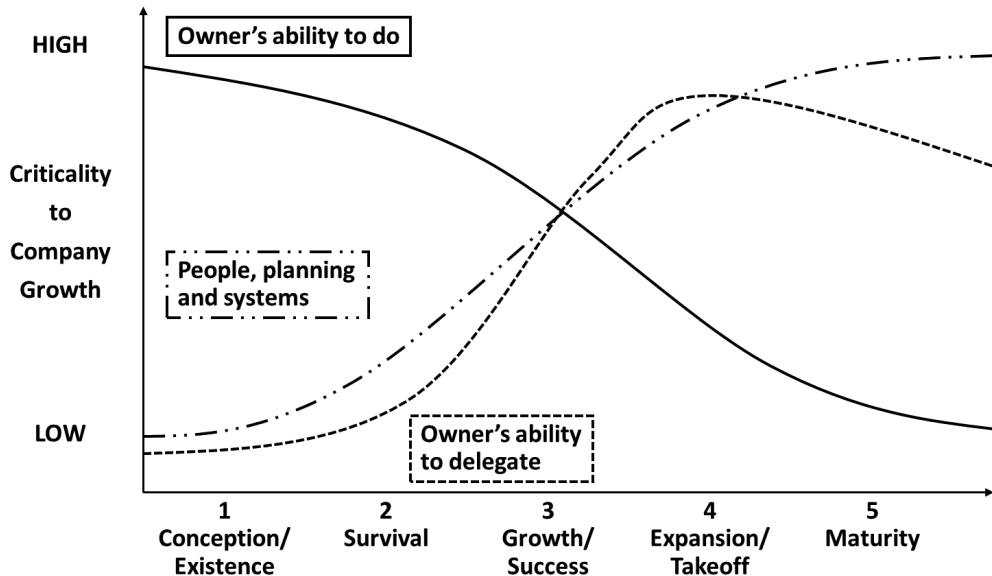 HIGH
Owner's ability to do
Criticality
to
Company
Growth
People, planning
and systems
LOW
Owner's ability
to delegate
1
Conception/
Existence
2
Survival
3
Growth/
Success
4
Expansion/
Takeoff
5
Maturity